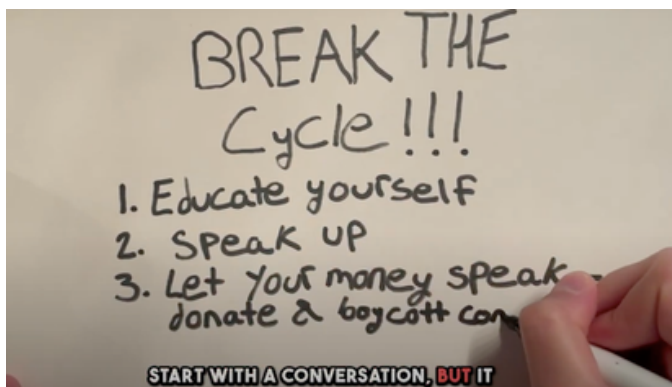 BREAK THE
Cycle!!!
1. Educate yourself
2. Speak up
3. Let your money speak -
donate & boycott
START WITH A CONVERSATION, BUT IT